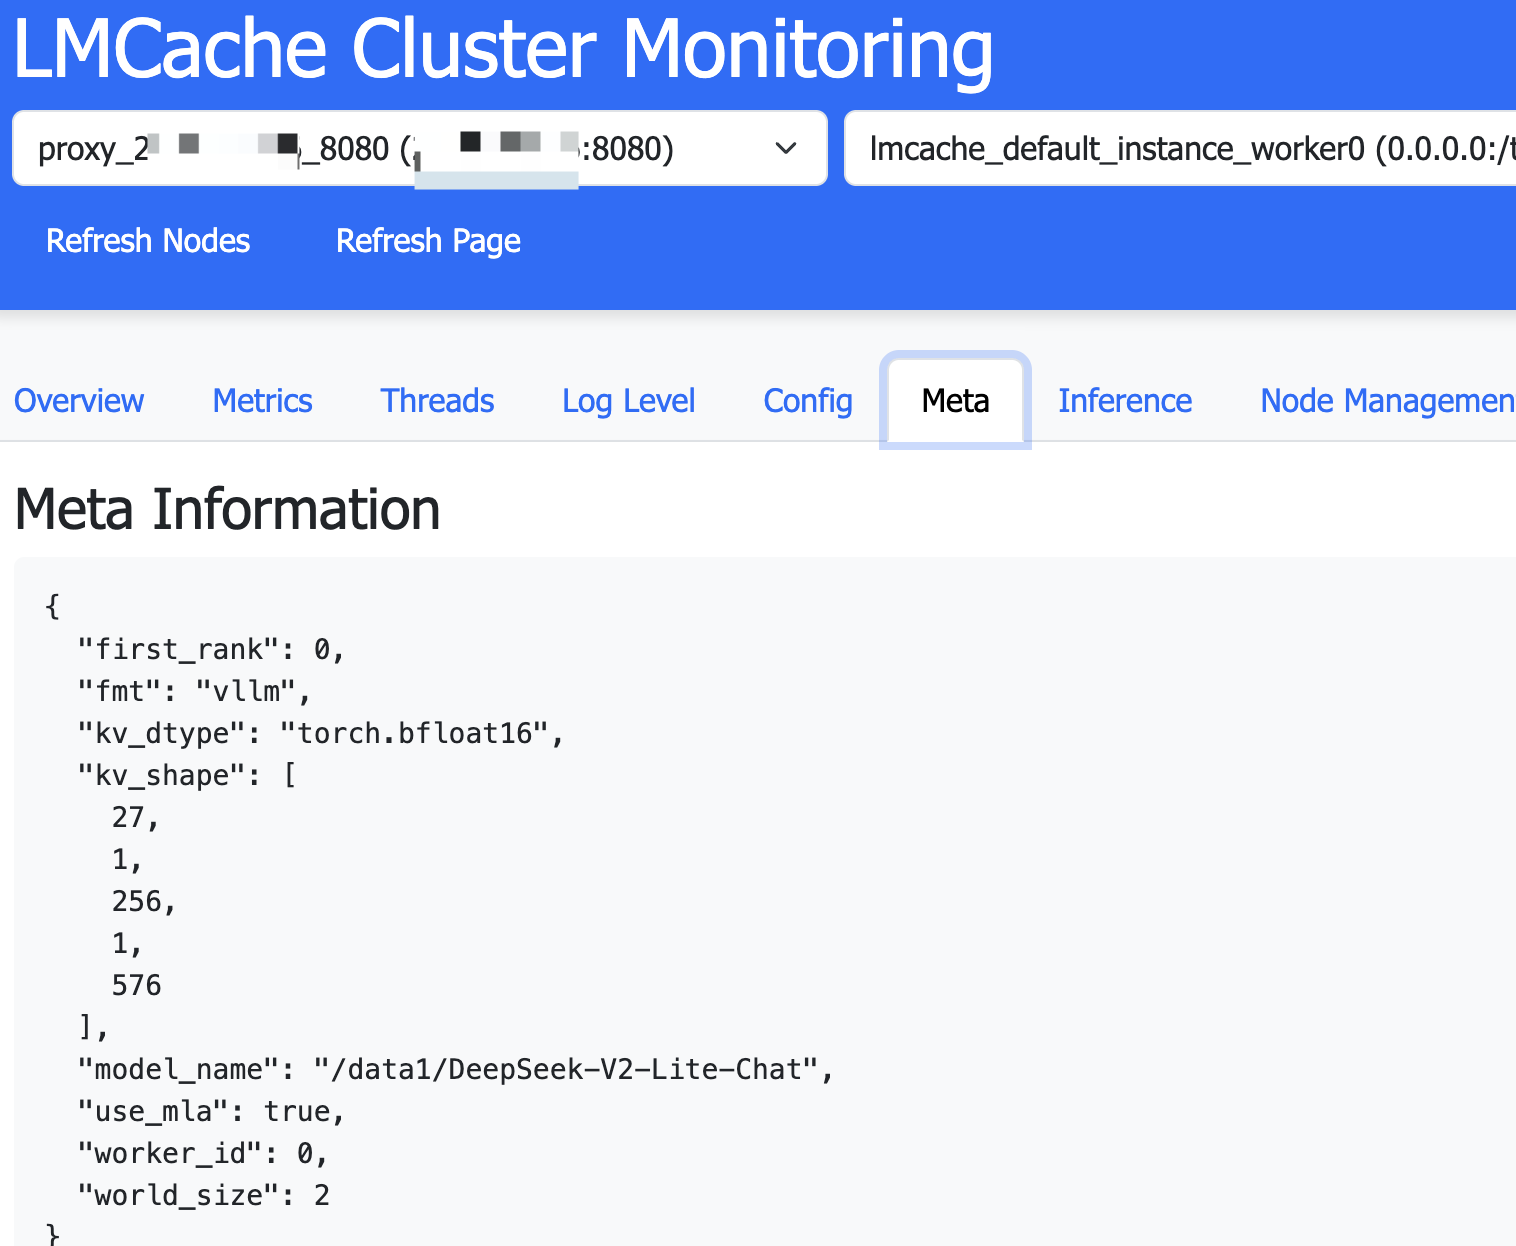 LMCache Cluster Monitoring
proxy_2 _8080 ( :8080)
lmcache_default_instance_worker0 (0.0.0.0:/t
Refresh Nodes
Refresh Page
Overview
Metrics
Threads
Log Level
Config
Meta
Inference
Node Managemen
Meta Information
{
"first_rank": 0,
"fmt": "vllm",
"kv_dtype": "torch.bfloat16",
"kv_shape": [
27,
1,
256,
1,
576
],
"model_name": "/data1/DeepSeek-V2-Lite-Chat",
"use_mla": true,
"worker_id": 0,
"world_size": 2
}